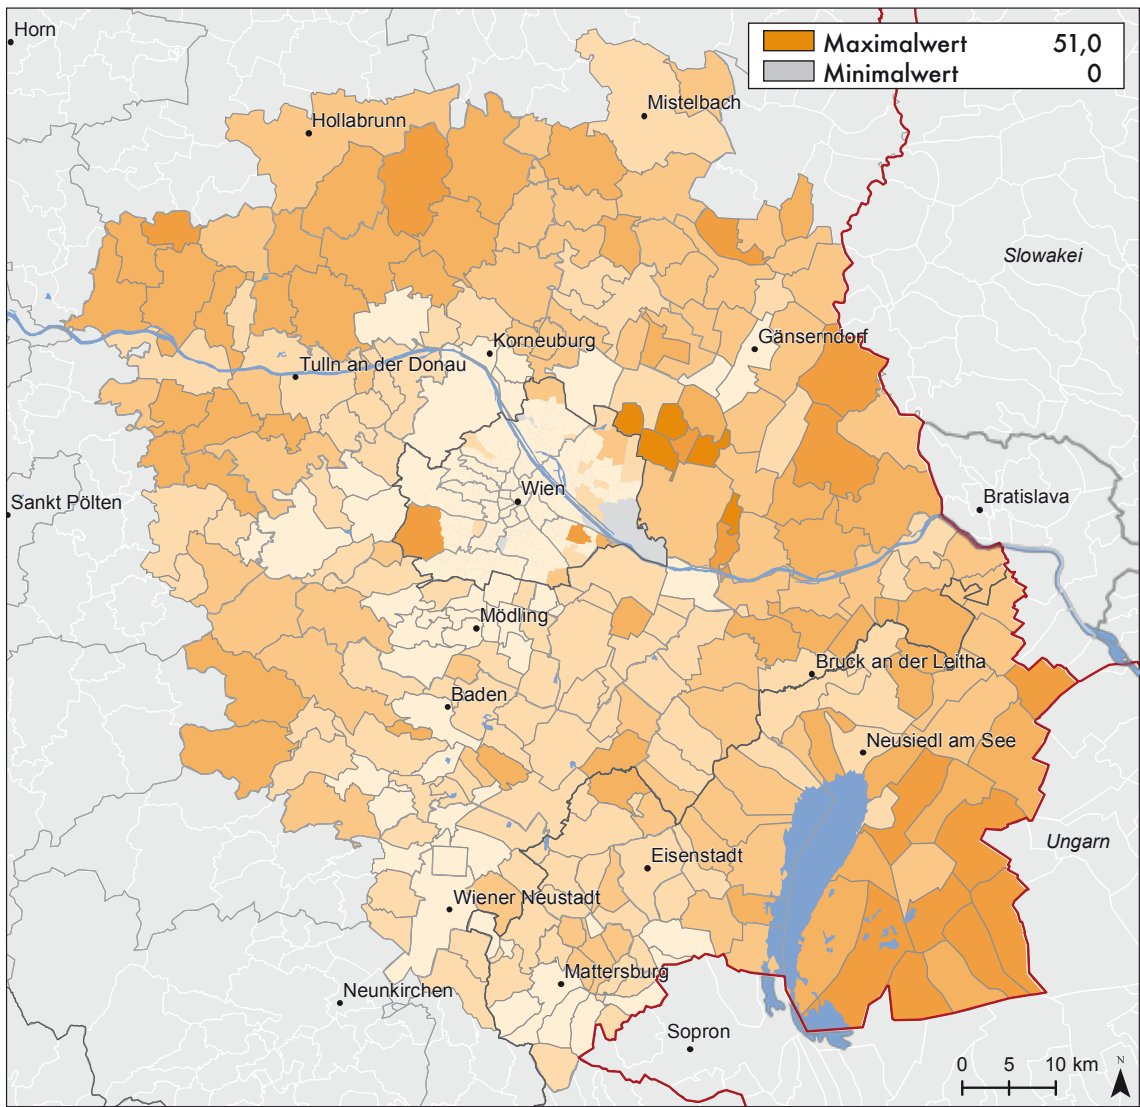 Horn
Maximalwert 51,0
Minimalwert 0
Mistelbach
Hollabrunn
Slowakei
Korneuburg
Gänserndorf
Tulln an der Donau
Wien
Bratislava
Sankt Pölten
Mödling
Bruck an der Leitha
Baden
Neusiedl am See
Ungarn
Eisenstadt
Wiener Neustadt
Mattersburg
Neunkirchen
Sopron
0 5 10 km
N